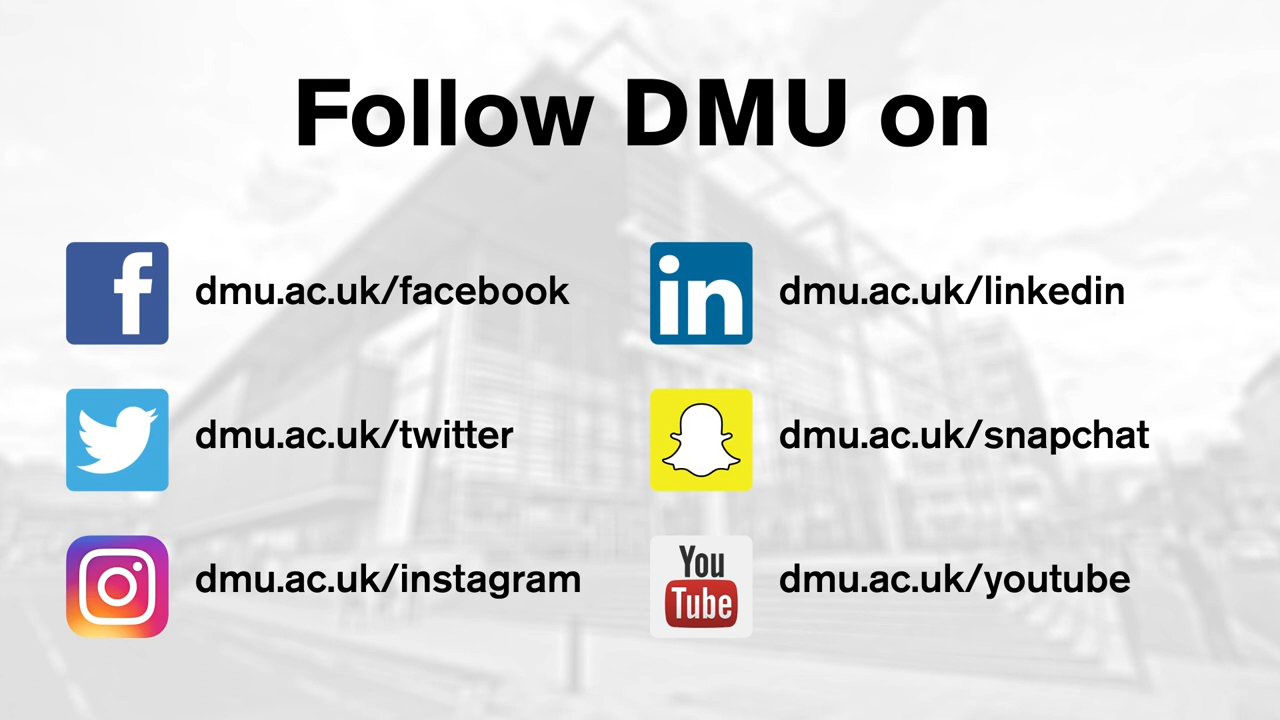 Follow DMU on
dmu.ac.uk/facebook
dmu.ac.uk/twitter
dmu.ac.uk/instagram
in
dmu.ac.uk/linkedin
dmu.ac.uk/snapchat
You
Tube
dmu.ac.uk/youtube